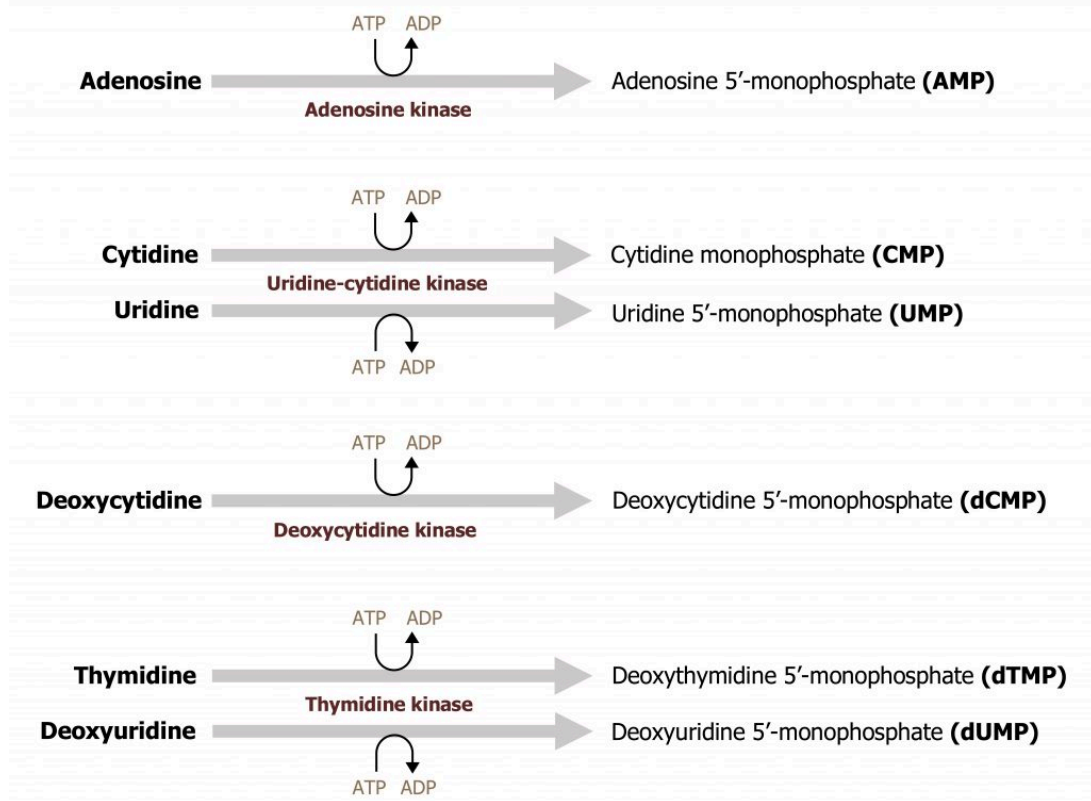 ATP ADP
Adenosine Adenosine 5′-monophosphate (AMP)
Adenosine kinase
ATP ADP
Cytidine Cytidine monophosphate (CMP)
Uridine-cytidine kinase
Uridine Uridine 5′-monophosphate (UMP)
ATP ADP
ATP ADP
Deoxycytidine Deoxycytidine 5′-monophosphate (dCMP)
Deoxycytidine kinase
ATP ADP
Thymidine Deoxythymidine 5′-monophosphate (dTMP)
Thymidine kinase
Deoxyuridine Deoxyuridine 5′-monophosphate (dUMP)
ATP ADP